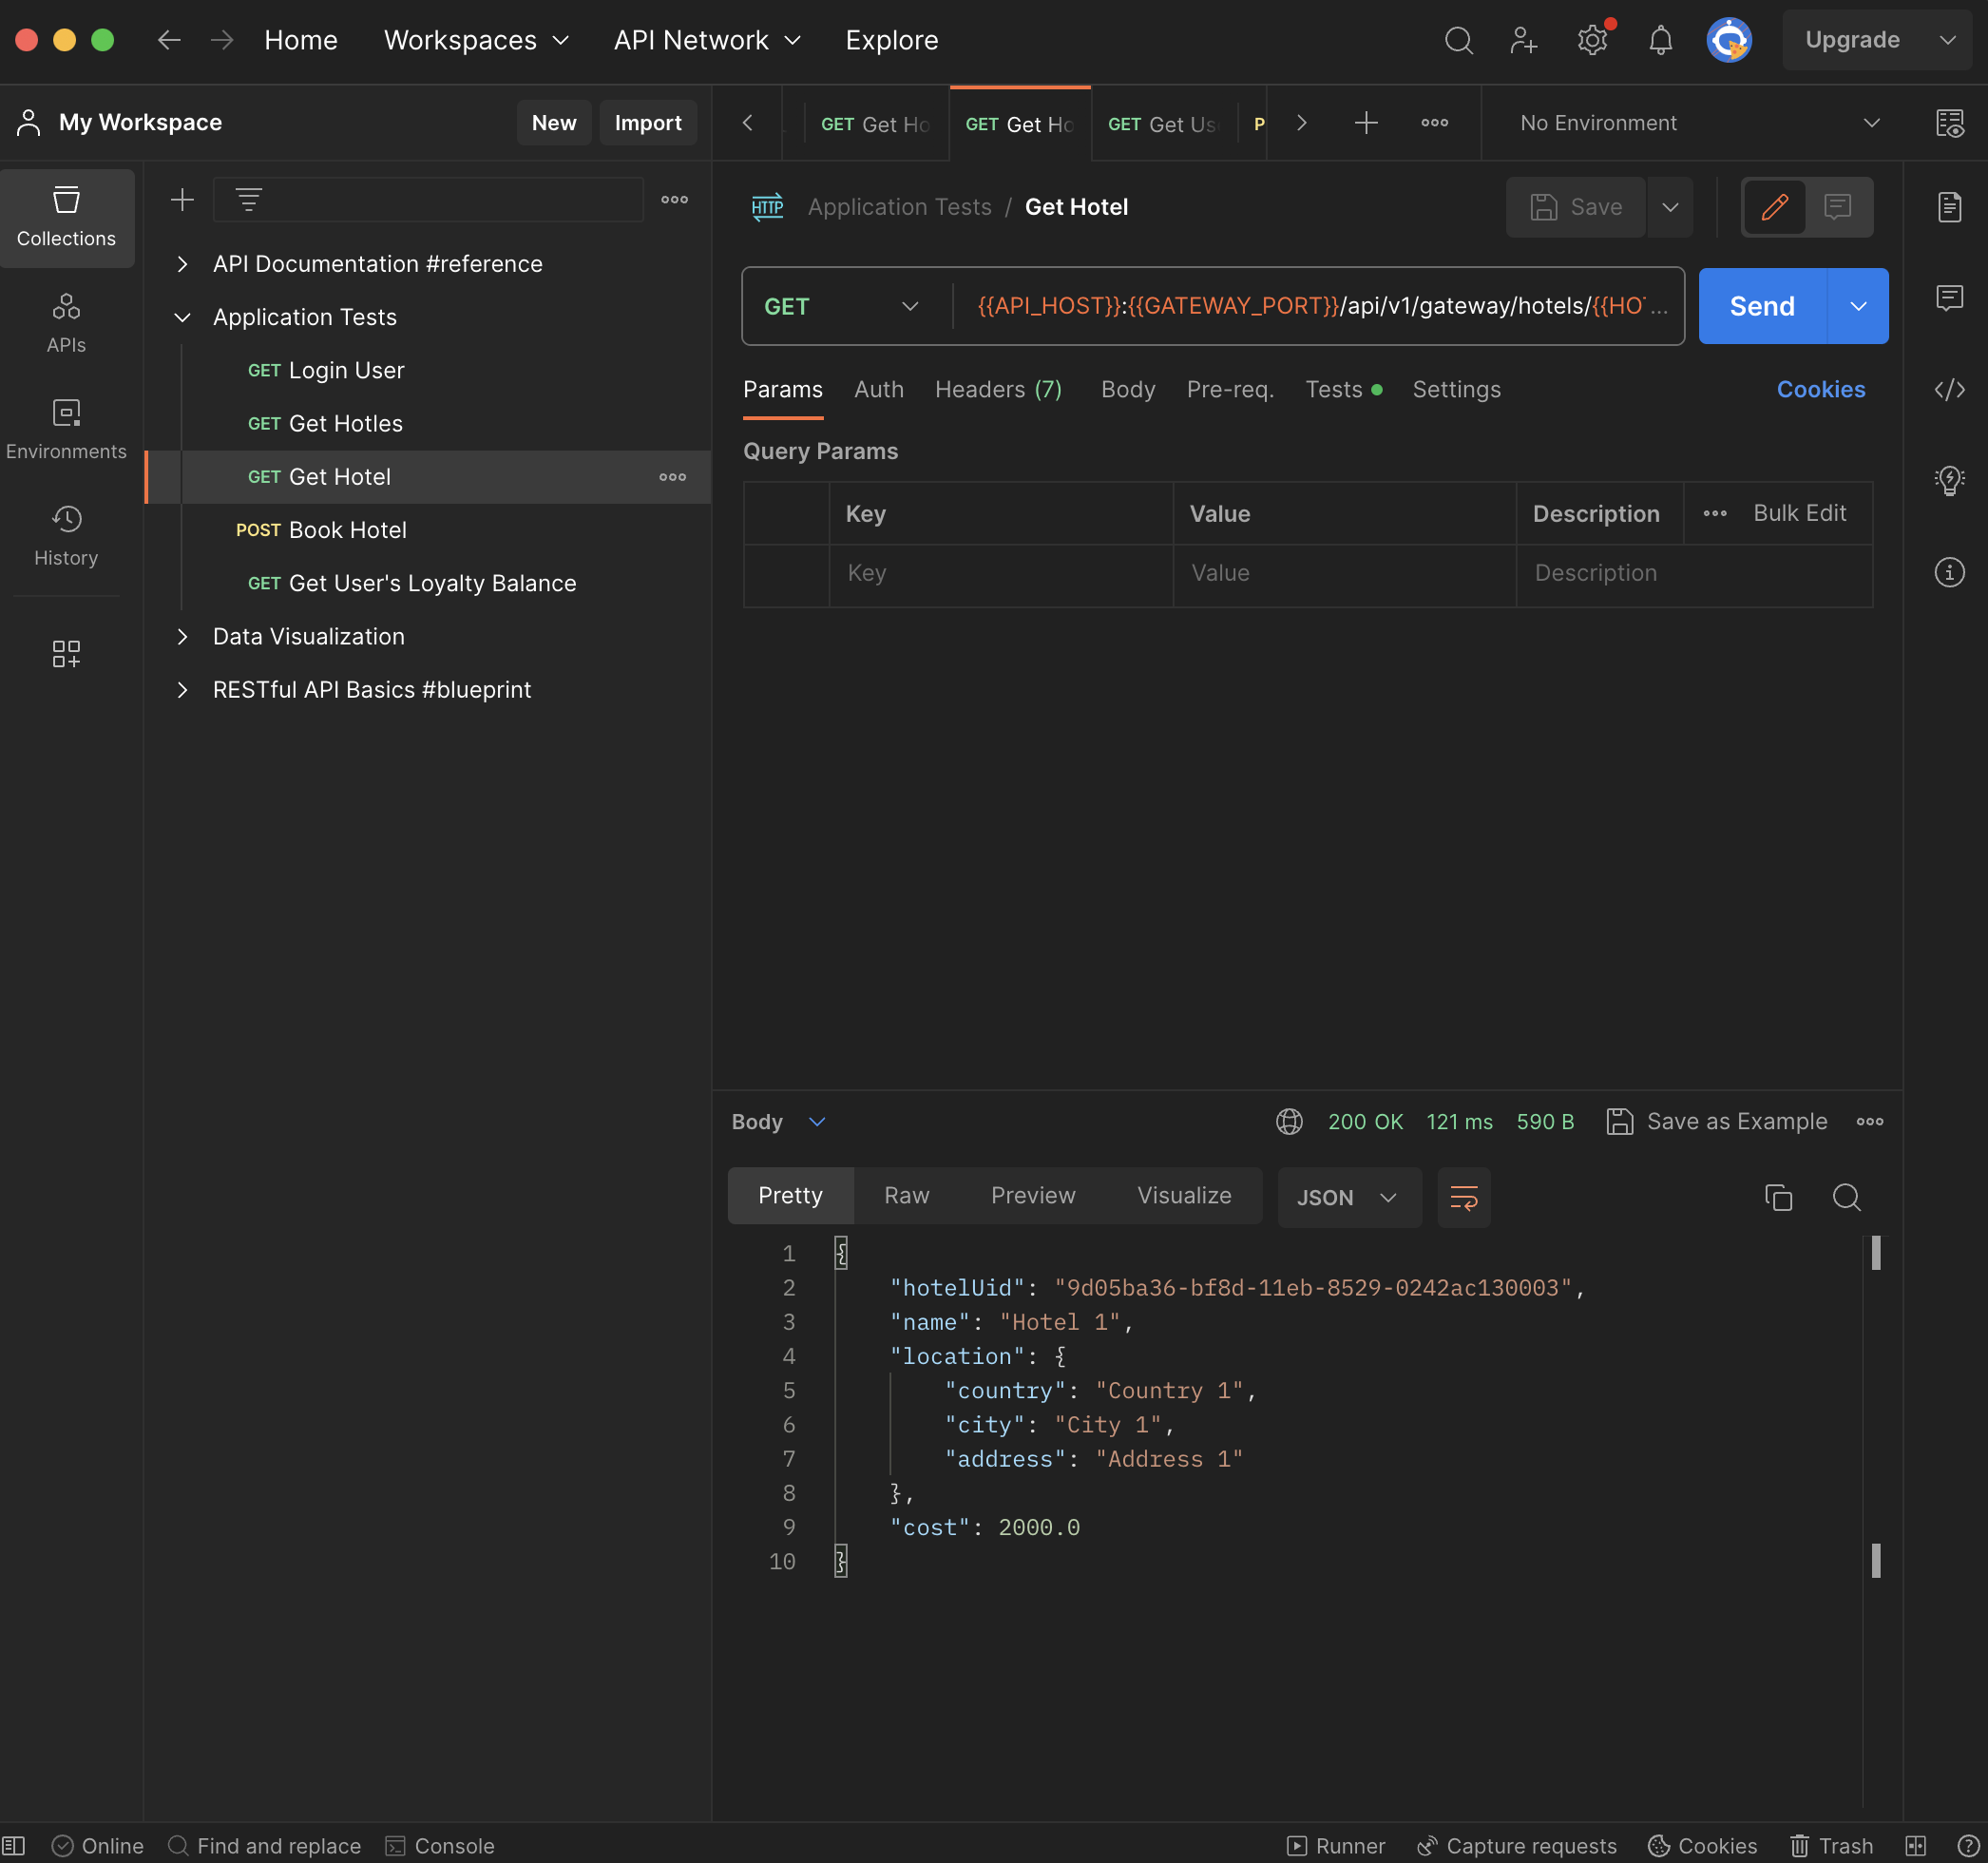 Home Workspaces API Network Explore Upgrade
My Workspace New Import
GET Get Ho GET Get Ho GET Get Us P No Environment
Collections
APIs
Environments
History
API Documentation #reference
Application Tests
GET Login User
GET Get Hotles
GET Get Hotel
POST Book Hotel
GET Get User's Loyalty Balance
Data Visualization
RESTful API Basics #blueprint
HTTP Application Tests / Get Hotel Save
GET {{API_HOST}}:{{GATEWAY_PORT}}/api/v1/gateway/hotels/{{HO ... Send
Params Auth Headers (7) Body Pre-req. Tests Settings Cookies
Query Params
Key Value Description Bulk Edit
Key Value Description
Body 200 OK 121 ms 590 B Save as Example
Pretty Raw Preview Visualize JSON
1 {
2 "hotelUid": "9d05ba36-bf8d-11eb-8529-0242ac130003",
3 "name": "Hotel 1",
4 "location": {
5 "country": "Country 1",
6 "city": "City 1",
7 "address": "Address 1"
8 },
9 "cost": 2000.0
10 }
Online Find and replace Console Runner Capture requests Cookies Trash